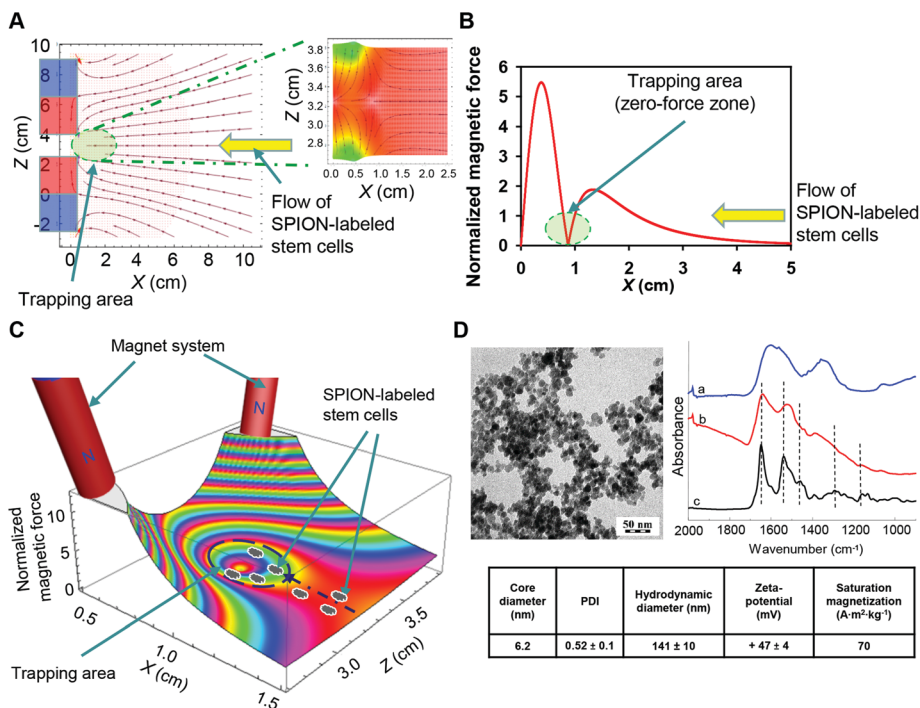 A
10
8
6
4
2
0
-2
Z (cm)
0 2 4 6 8 10
X (cm)
Trapping area
Flow of
SPION-labeled
stem cells
3.8
3.6
3.2
3.0
2.8
Z (cm)
0.0 0.5 1.0 1.5 2.0 2.5
X (cm)
B
Normalized magnetic force
6
5
4
3
2
1
0
0 1 2 3 4 5
X (cm)
Trapping area
(zero-force zone)
Flow of
SPION-labeled
stem cells
C
Magnet system
N
N
SPION-labeled
stem cells
Normalized
magnetic force
10
5
0
0.5
1.0
1.5
X (cm)
3.0
3.5
Z (cm)
Trapping area
D
50 nm
Absorbance
a
b
c
2000 1800 1600 1400 1200 1000
Wavenumber (cm⁻¹)
Core
diameter
(nm)
PDI
Hydrodynamic
diameter (nm)
Zeta-
potential
(mV)
Saturation
magnetization
(A·m²·kg⁻¹)
6.2
0.52 ± 0.1
141 ± 10
+ 47 ± 4
70